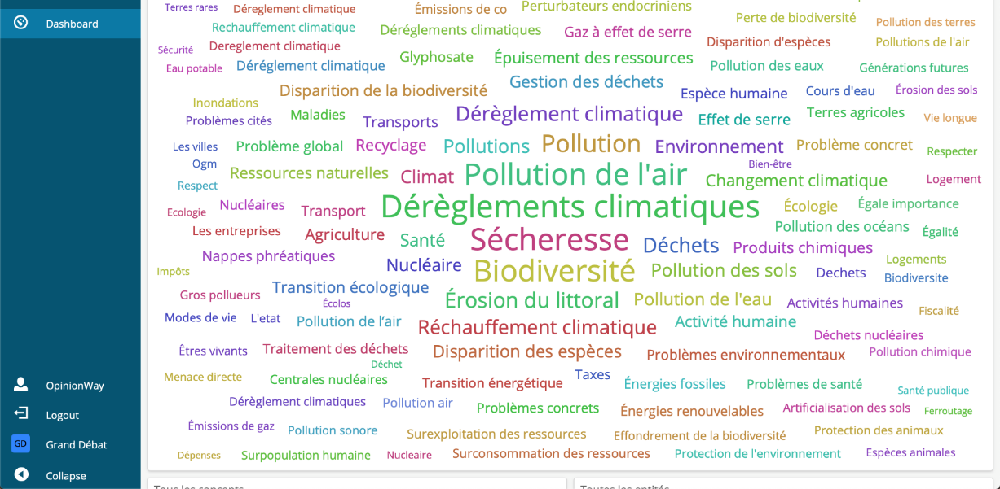 Dashboard
OpinionWay
Logout
GD
Grand Débat
Collapse
Terres rares
Déreglement climatique
Émissions de co
Perturbateurs endocriniens
Perte de biodiversité
Pollution des terres
Rechauffement climatique
Déréglements climatiques
Gaz à effet de serre
Disparition d'espèces
Pollutions de l'air
Sécurité
Dereglement climatique
Eau potable
Déréglement climatique
Glyphosate
Épuisement des ressources
Pollution des eaux
Générations futures
Disparition de la biodiversité
Gestion des déchets
Espèce humaine
Cours d'eau
Érosion des sols
Inondations
Problèmes cités
Maladies
Transports
Dérèglement climatique
Effet de serre
Terres agricoles
Vie longue
Les villes
Problème global
Recyclage
Pollutions
Pollution
Environnement
Problème concret
Respecter
Ogm
Bien-être
Respect
Ressources naturelles
Climat
Pollution de l'air
Changement climatique
Logement
Ecologie
Nucléaires
Transport
Dérèglements climatiques
Écologie
Égale importance
Les entreprises
Agriculture
Santé
Sécheresse
Déchets
Pollution des océans
Égalité
Produits chimiques
Nappes phréatiques
Impôts
Nucléaire
Biodiversité
Pollution des sols
Dechets
Logements
Biodiversite
Gros pollueurs
Transition écologique
Écolos
Érosion du littoral
Pollution de l'eau
Activités humaines
Fiscalité
Modes de vie
L'etat
Pollution de l’air
Réchauffement climatique
Activité humaine
Déchets nucléaires
Êtres vivants
Traitement des déchets
Déchet
Disparition des espèces
Problèmes environnementaux
Pollution chimique
Menace directe
Centrales nucléaires
Transition énergétique
Taxes
Énergies fossiles
Problèmes de santé
Santé publique
Dérèglement climatiques
Pollution air
Problèmes concrets
Énergies renouvelables
Artificialisation des sols
Ferroutage
Émissions de gaz
Pollution sonore
Surexploitation des ressources
Effondrement de la biodiversité
Protection des animaux
Dépenses
Surpopulation humaine
Nucleaire
Surconsommation des ressources
Protection de l'environnement
Espèces animales
Tous les concepts
Toutes les entités